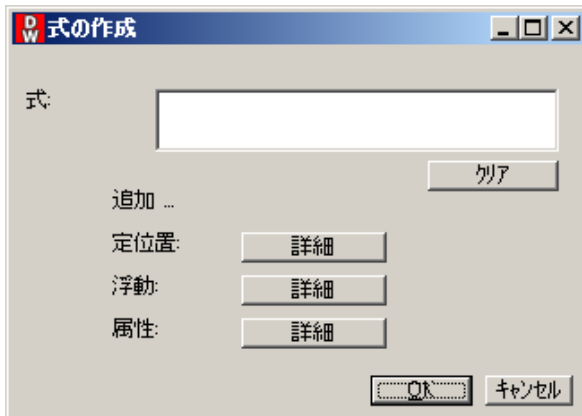 DW 式の作成
式:
クリア
追加 ...
定位置: 詳細
浮動: 詳細
属性: 詳細
OK キャンセル